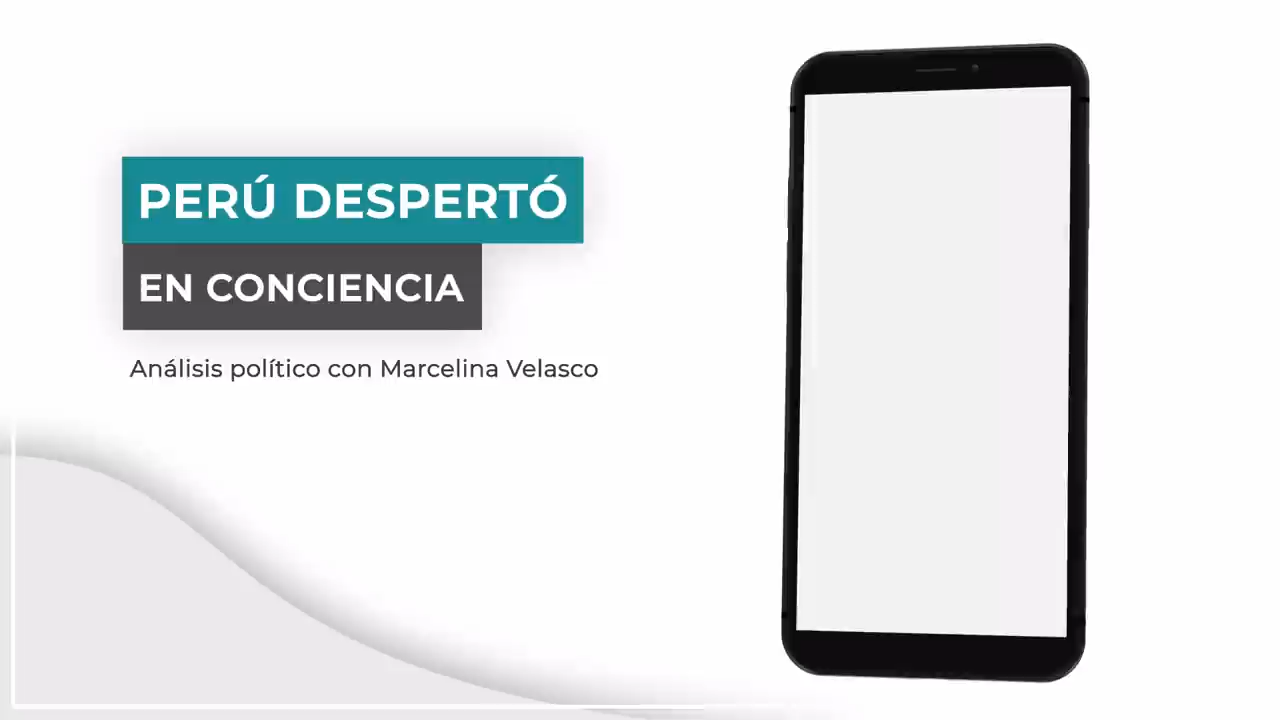 PERÚ DESPERTÓ
EN CONCIENCIA
Análisis político con Marcelina Velasco